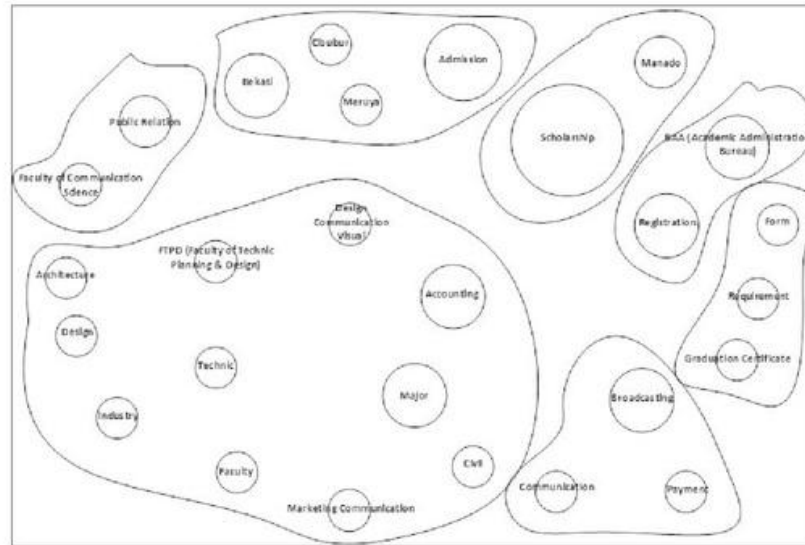 Cibubur
Bekasi
Admission
Meruya
Manado
Scholarship
Public Relation
BAA (Academic Administration
Bureau)
Faculty of Communication
Science
Registration
Form
Design
Communication
Visual
FTPD (Faculty of Technic
Planning & Design)
Architecture
Accounting
Requirement
Design
Technic
Graduation Certificate
Major
Broadcasting
Industry
Faculty
Civil
Communication
Payment
Marketing Communication